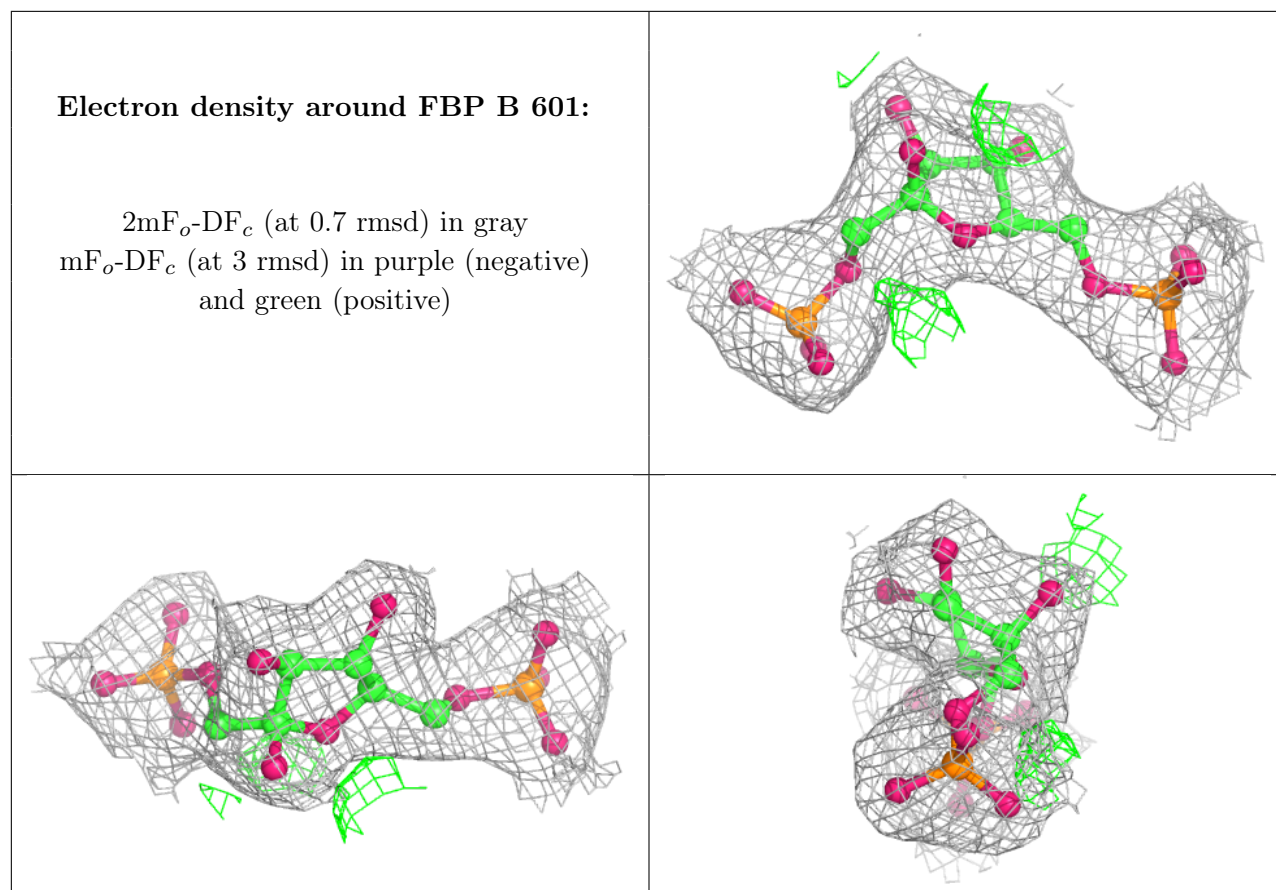 Electron density around FBP B 601:
2mFo-DFc (at 0.7 rmsd) in gray
mFo-DFc (at 3 rmsd) in purple (negative)
and green (positive)